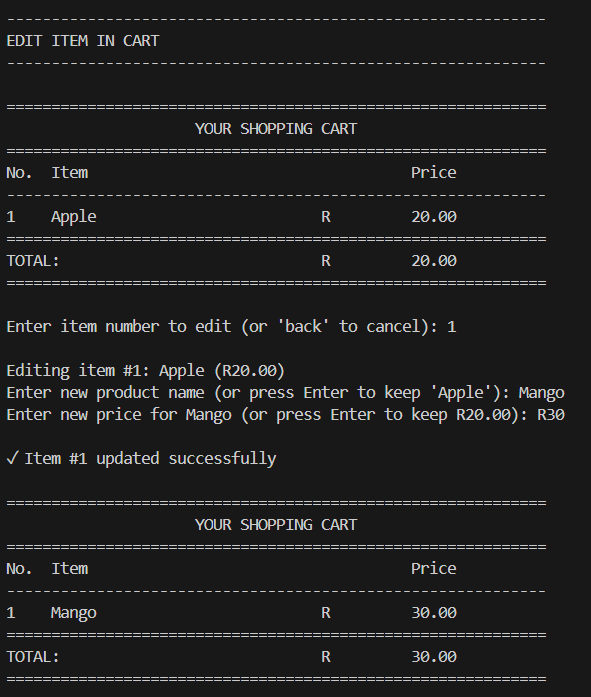 ------------------------------------------------------------
EDIT ITEM IN CART
------------------------------------------------------------
============================================================
                     YOUR SHOPPING CART
============================================================
No.  Item                                    Price
------------------------------------------------------------
1    Apple                         R         20.00
============================================================
TOTAL:                             R         20.00
============================================================
Enter item number to edit (or 'back' to cancel): 1
Editing item #1: Apple (R20.00)
Enter new product name (or press Enter to keep 'Apple'): Mango
Enter new price for Mango (or press Enter to keep R20.00): R30
✓ Item #1 updated successfully
============================================================
                     YOUR SHOPPING CART
============================================================
No.  Item                                    Price
------------------------------------------------------------
1    Mango                         R         30.00
============================================================
TOTAL:                             R         30.00
============================================================